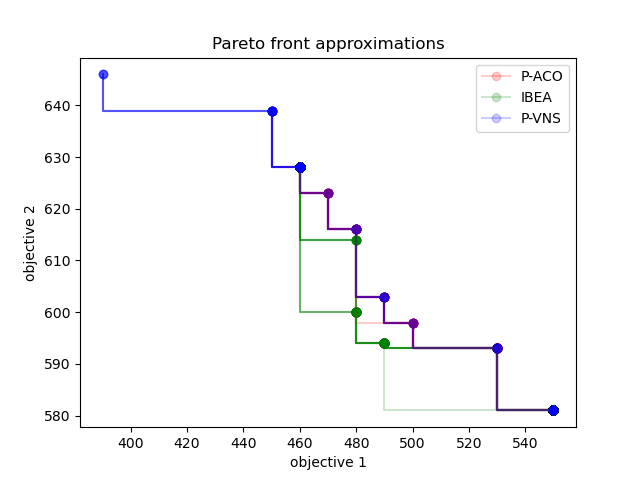 Pareto front approximations
P-ACO
IBEA
P-VNS
objective 2
640
630
620
610
600
590
580
400 420 440 460 480 500 520 540
objective 1